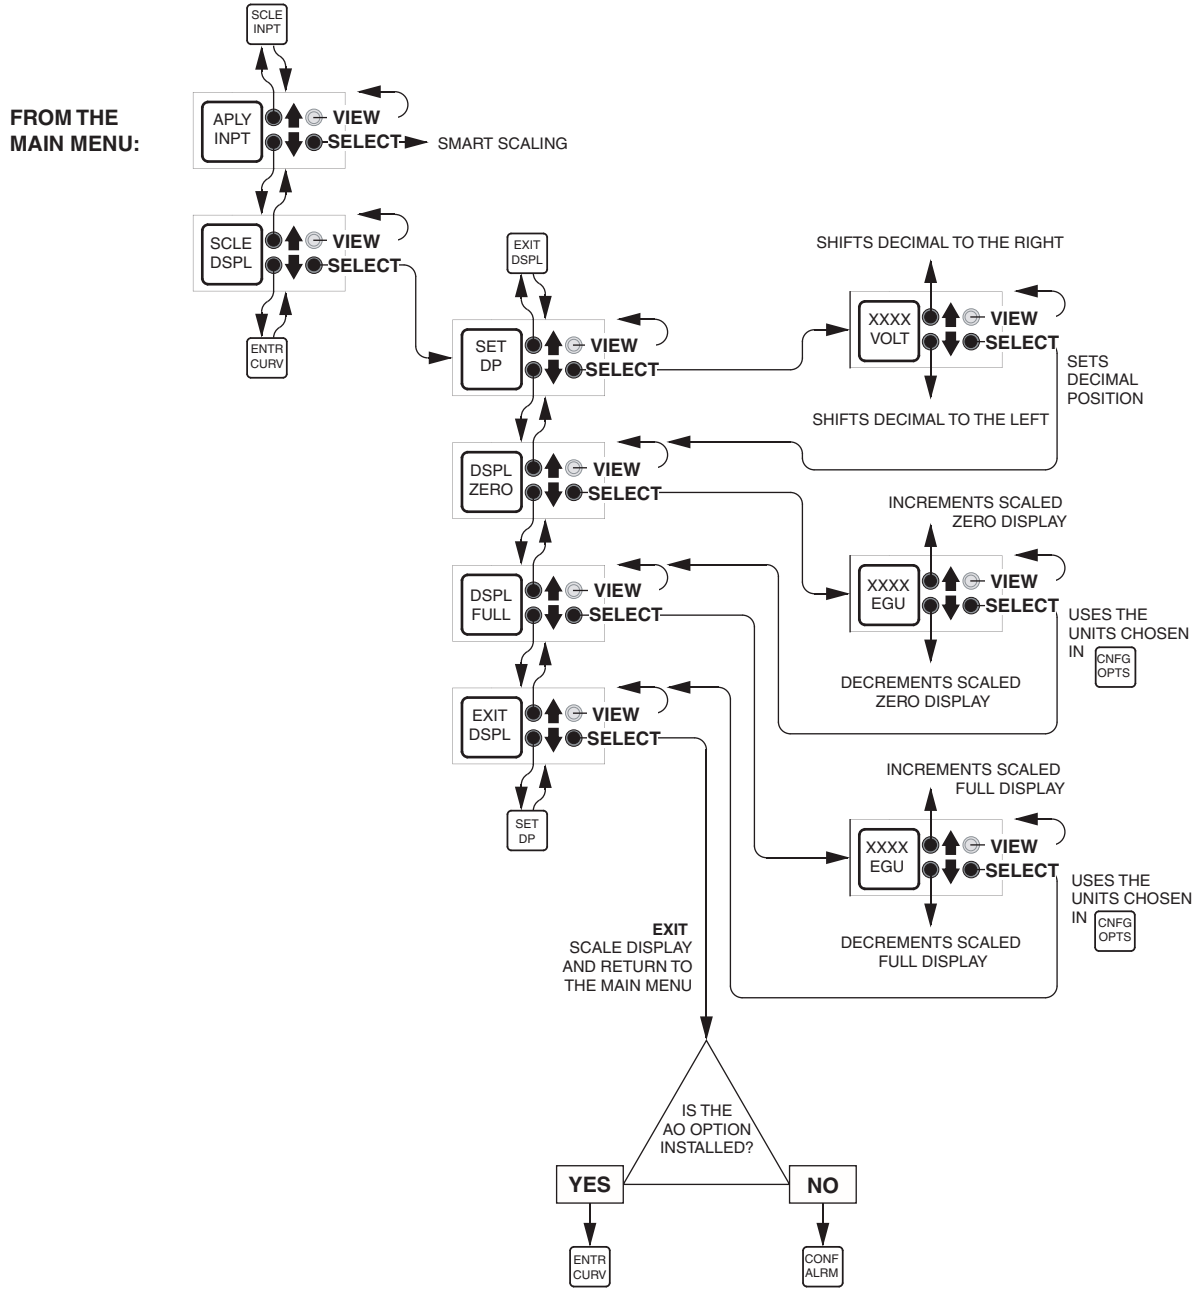 SCLE
INPT
FROM THE
MAIN MENU:
APLY
INPT
VIEW
SELECT
SMART SCALING
SCLE
DSPL
VIEW
SELECT
ENTR
CURV
EXIT
DSPL
SET
DP
VIEW
SELECT
SHIFTS DECIMAL TO THE RIGHT
XXXX
VOLT
VIEW
SELECT
SETS
DECIMAL
POSITION
SHIFTS DECIMAL TO THE LEFT
DSPL
ZERO
VIEW
SELECT
INCREMENTS SCALED
ZERO DISPLAY
XXXX
EGU
VIEW
SELECT
USES THE
UNITS CHOSEN
IN
CNFG
OPTS
DECREMENTS SCALED
ZERO DISPLAY
DSPL
FULL
VIEW
SELECT
EXIT
DSPL
VIEW
SELECT
SET
DP
INCREMENTS SCALED
FULL DISPLAY
XXXX
EGU
VIEW
SELECT
USES THE
UNITS CHOSEN
IN
CNFG
OPTS
DECREMENTS SCALED
FULL DISPLAY
EXIT
SCALE DISPLAY
AND RETURN TO
THE MAIN MENU
IS THE
AO OPTION
INSTALLED?
YES
NO
ENTR
CURV
CONF
ALRM